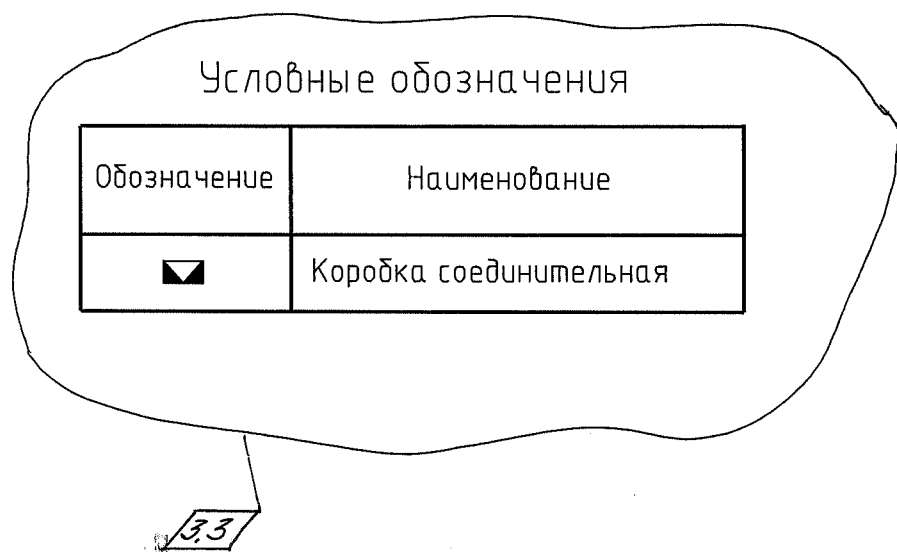 Условные обозначения
Обозначение Наименование
Коробка соединительная
3.3